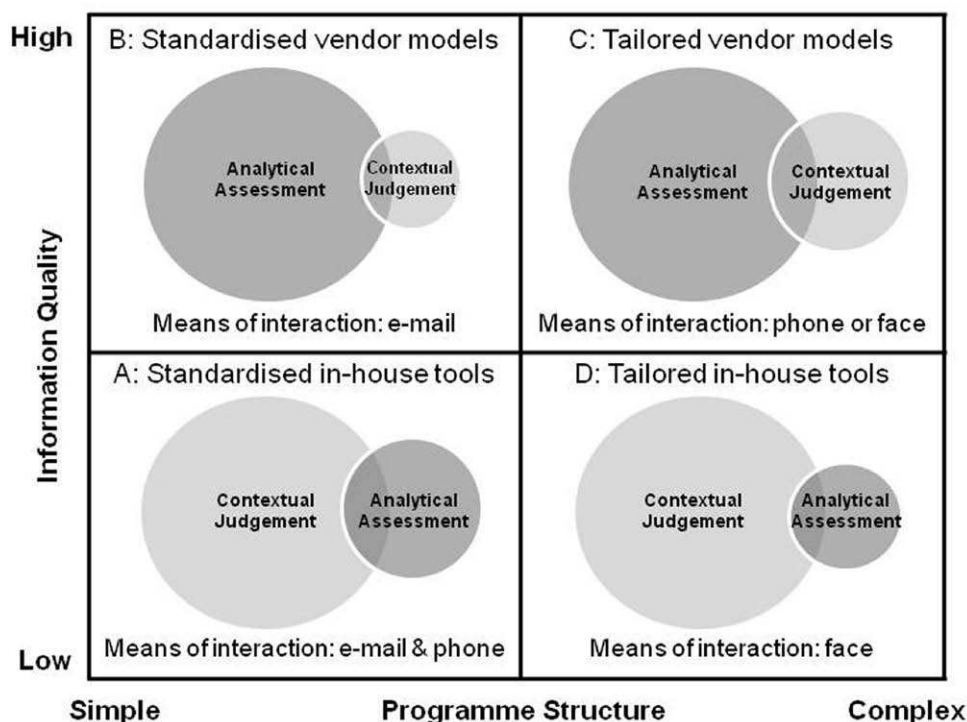 High
B: Standardised vendor models
C: Tailored vendor models
Analytical
Assessment
Contextual
Judgement
Analytical
Assessment
Contextual
Judgement
Means of interaction: e-mail
Means of interaction: phone or face
Information Quality
A: Standardised in-house tools
D: Tailored in-house tools
Contextual
Judgement
Analytical
Assessment
Contextual
Judgement
Analytical
Assessment
Means of interaction: e-mail & phone
Means of interaction: face
Low
Simple
Programme Structure
Complex